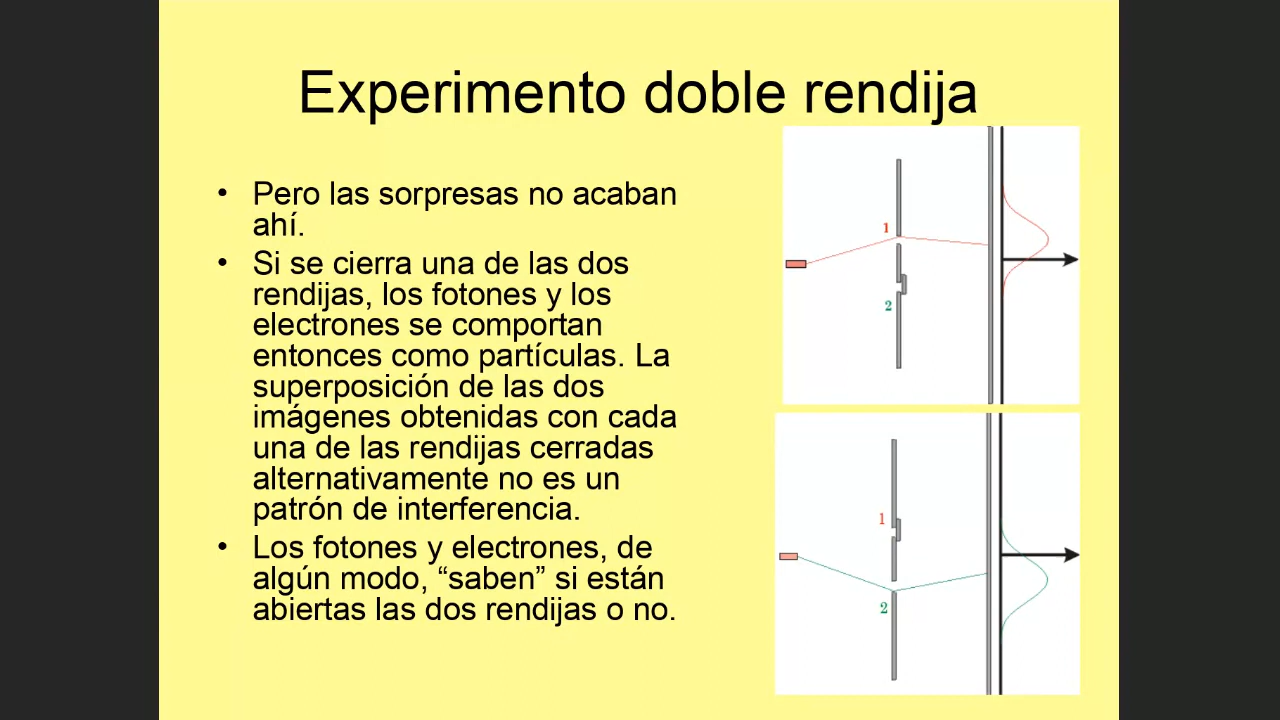 Experimento doble rendija
• Pero las sorpresas no acaban
ahí.
• Si se cierra una de las dos
rendijas, los fotones y los
electrones se comportan
entonces como partículas. La
superposición de las dos
imágenes obtenidas con cada
una de las rendijas cerradas
alternativamente no es un
patrón de interferencia.
• Los fotones y electrones, de
algún modo, “saben” si están
abiertas las dos rendijas o no.
1
2
1
2